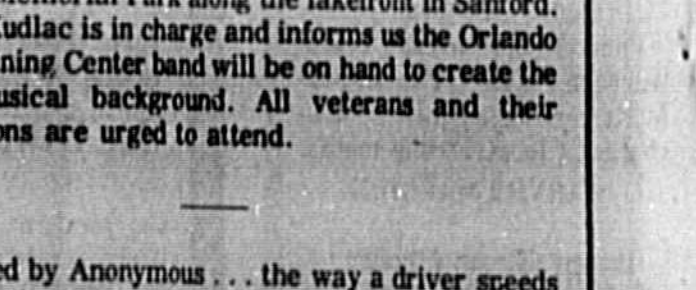 along the lakefront in Sanford.
udlac is in charge and informs us the Orlando
ning Center band will be on hand to create the
usical background. All veterans and their
ons are urged to attend.
ed by Anonymous . . . the way a driver speeds